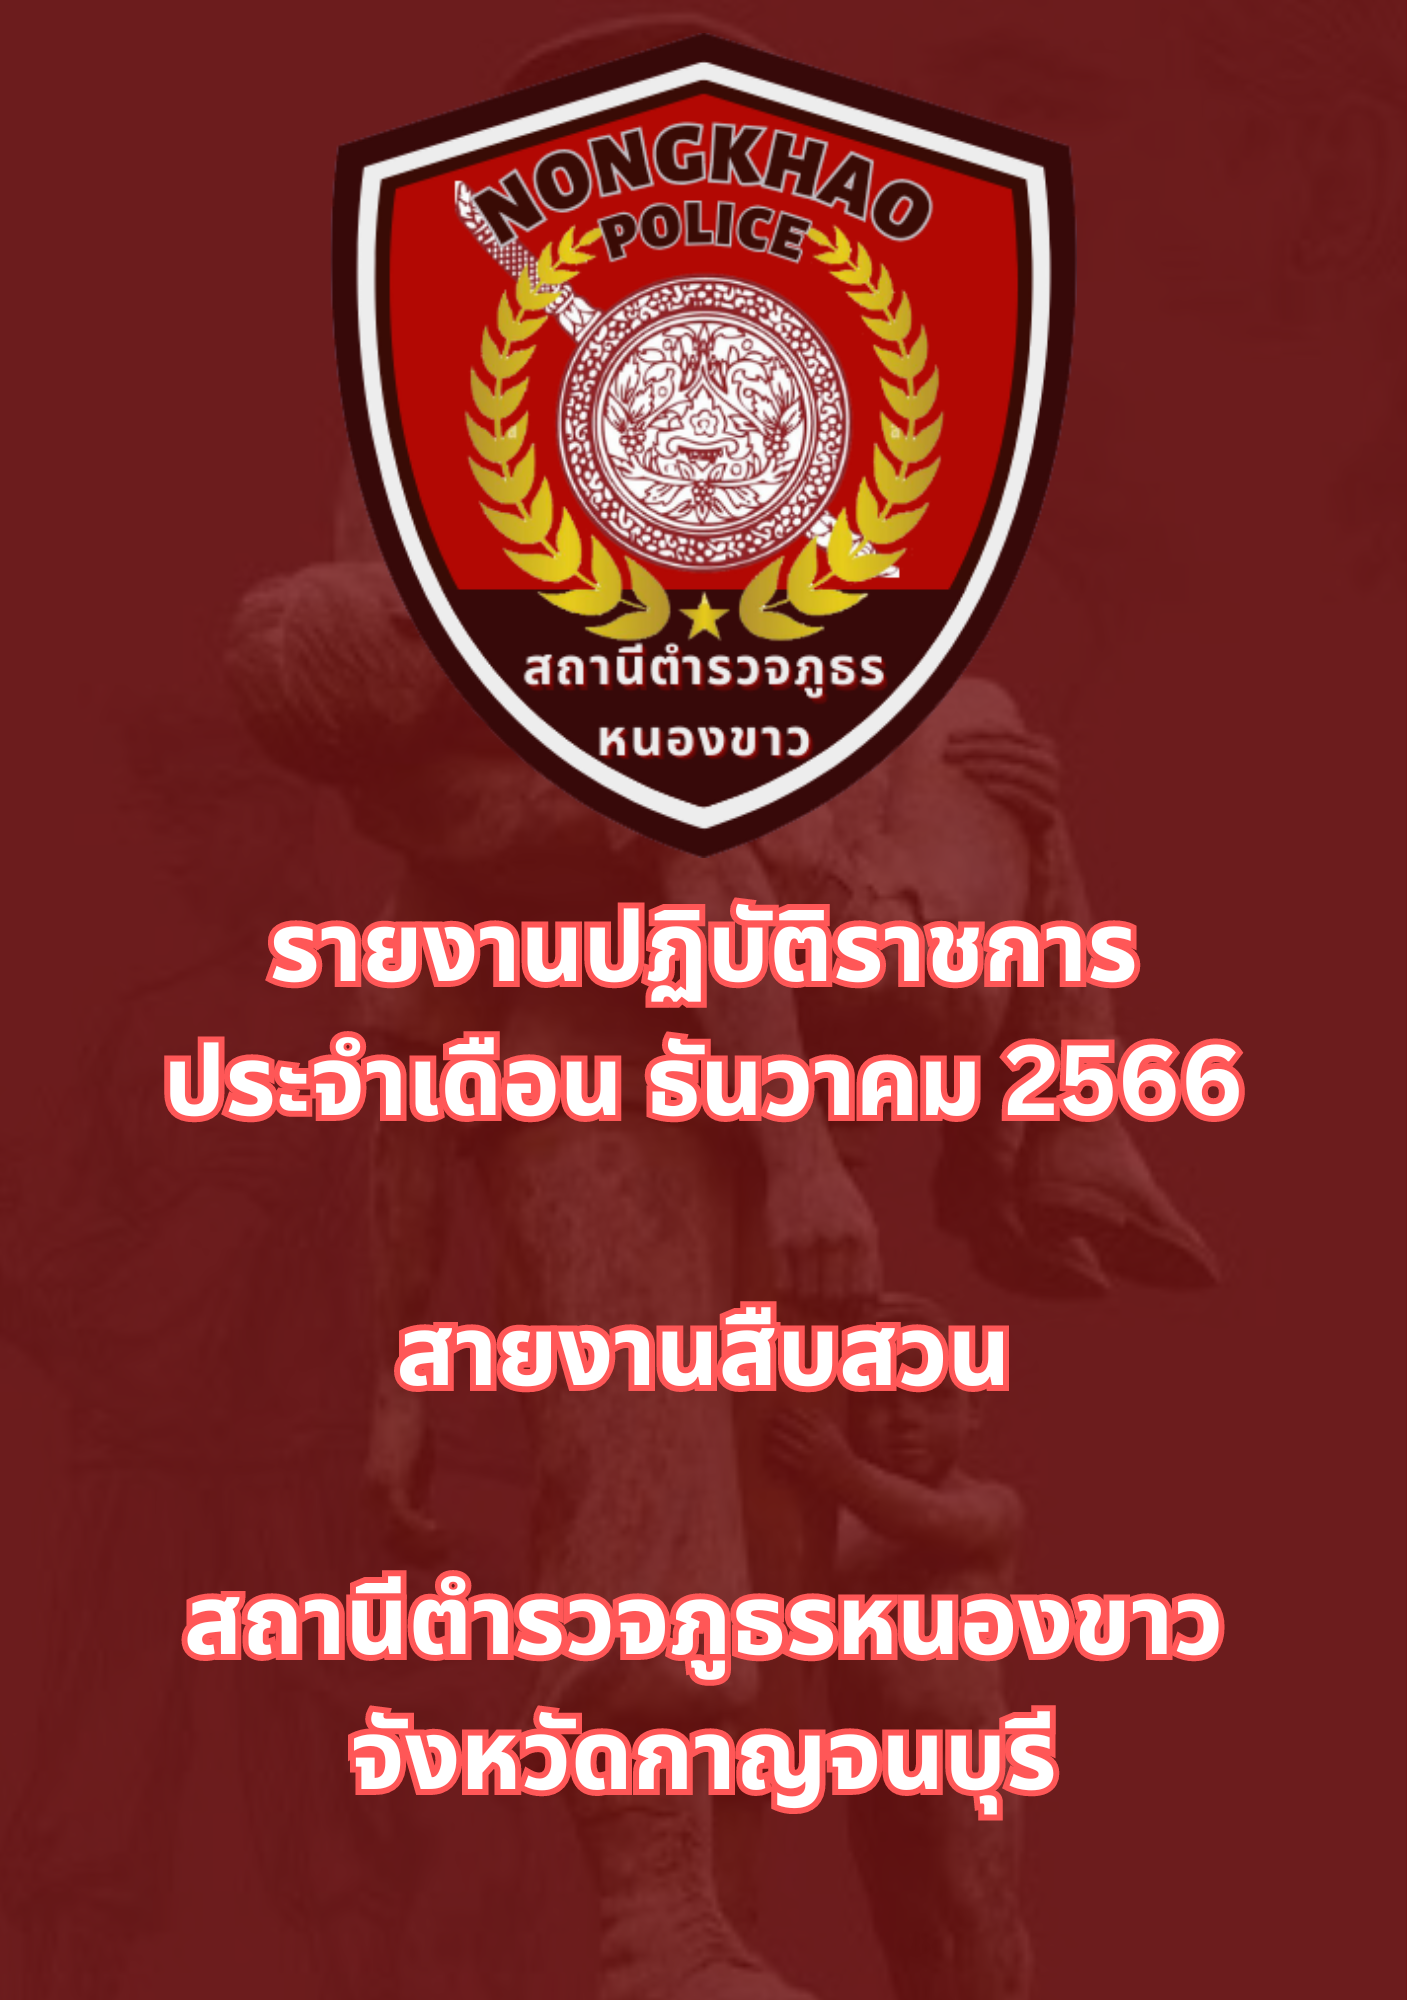 NONGKHAO
POLICE
สถานีตำรวจภูธร
หนองขาว
รายงานปฏิบัติราชการ
ประจำเดือน ธันวาคม 2566
สายงานสืบสวน
สถานีตำรวจภูธรหนองขาว
จังหวัดกาญจนบุรี